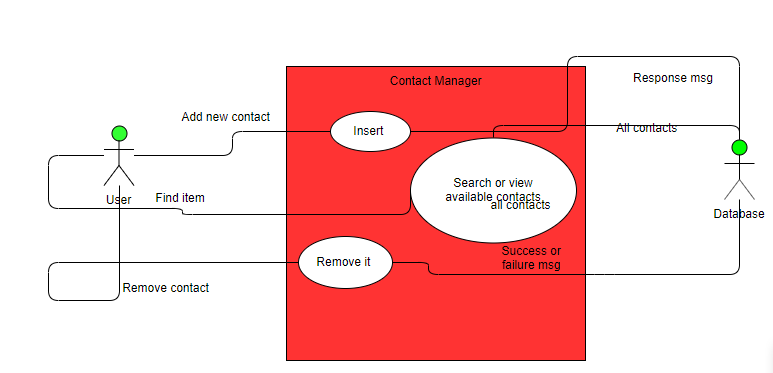 Contact Manager
Response msg
Add new contact
Insert
All contacts
Search or view
available contacts
all contacts
User
Find item
Database
Success or
failure msg
Remove it
Remove contact